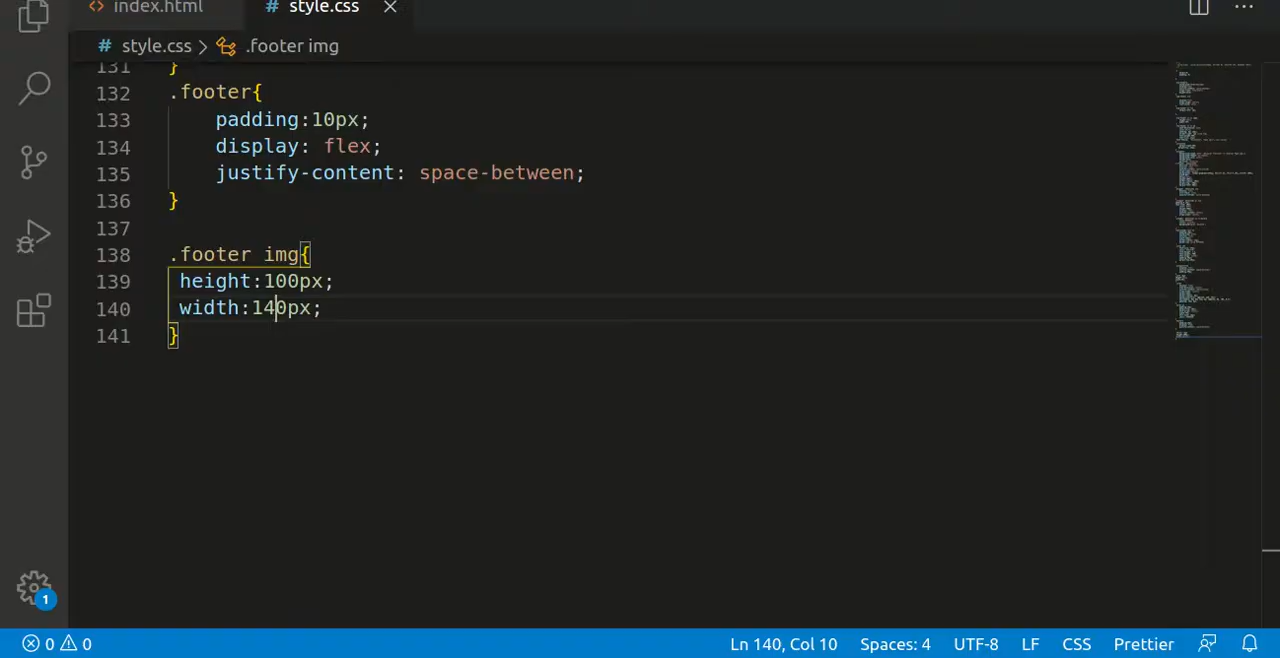 index.html
# style.css
# style.css > .footer img
131 }
132 .footer{
133 padding:10px;
134 display: flex;
135 justify-content: space-between;
136 }
137
138 .footer img{
139 height:100px;
140 width:140px;
141 }
1
0 0 Ln 140, Col 10 Spaces: 4 UTF-8 LF CSS Prettier